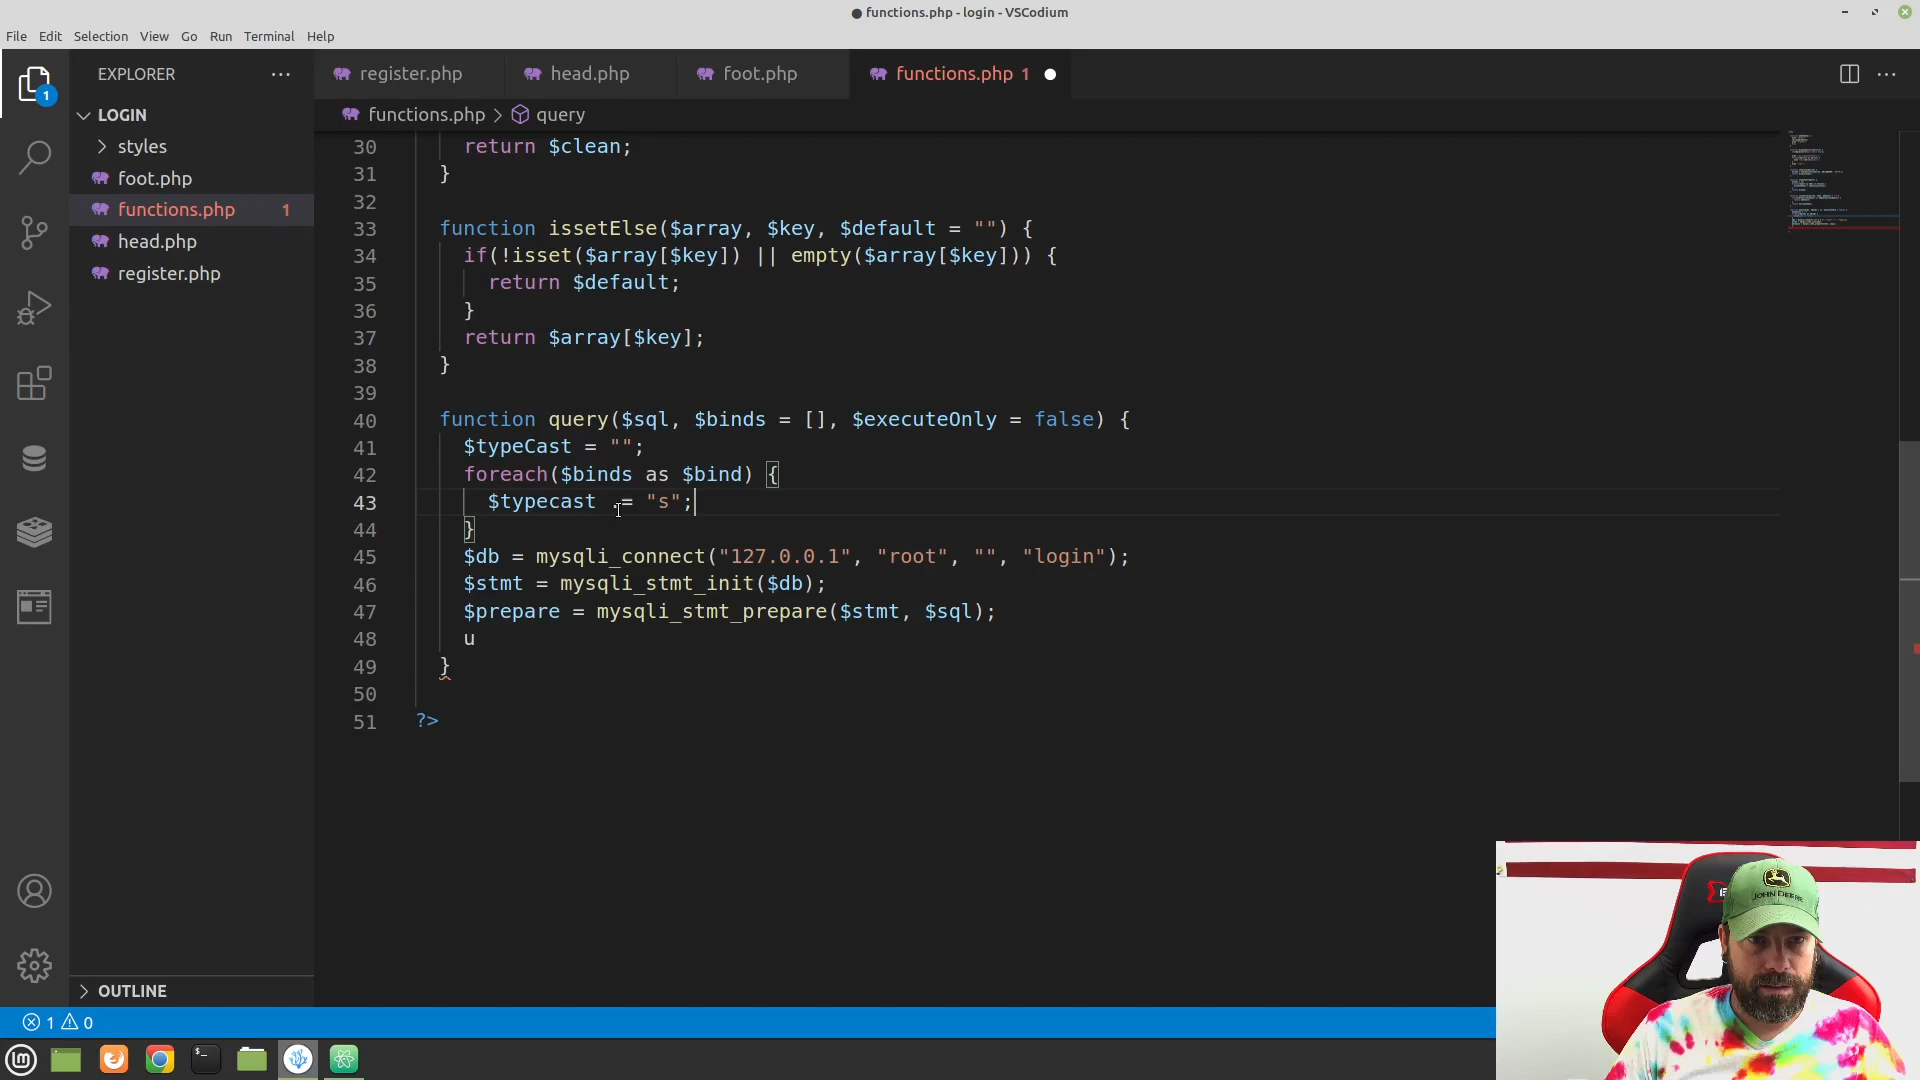 functions.php - login - VSCodium
File Edit Selection View Go Run Terminal Help
EXPLORER
register.php
head.php
foot.php
functions.php 1
1
LOGIN
functions.php > query
styles
foot.php
functions.php 1
head.php
register.php
30 return $clean;
31 }
32
33 function issetElse($array, $key, $default = "") {
34 if(!isset($array[$key]) || empty($array[$key])) {
35 return $default;
36 }
37 return $array[$key];
38 }
39
40 function query($sql, $binds = [], $executeOnly = false) {
41 $typeCast = "";
42 foreach($binds as $bind) {
43 $typecast .= "s";
44 }
45 $db = mysqli_connect("127.0.0.1", "root", "", "login");
46 $stmt = mysqli_stmt_init($db);
47 $prepare = mysqli_stmt_prepare($stmt, $sql);
48 u
49 }
50
51 ?>
OUTLINE
1 0
JOHN DEERE